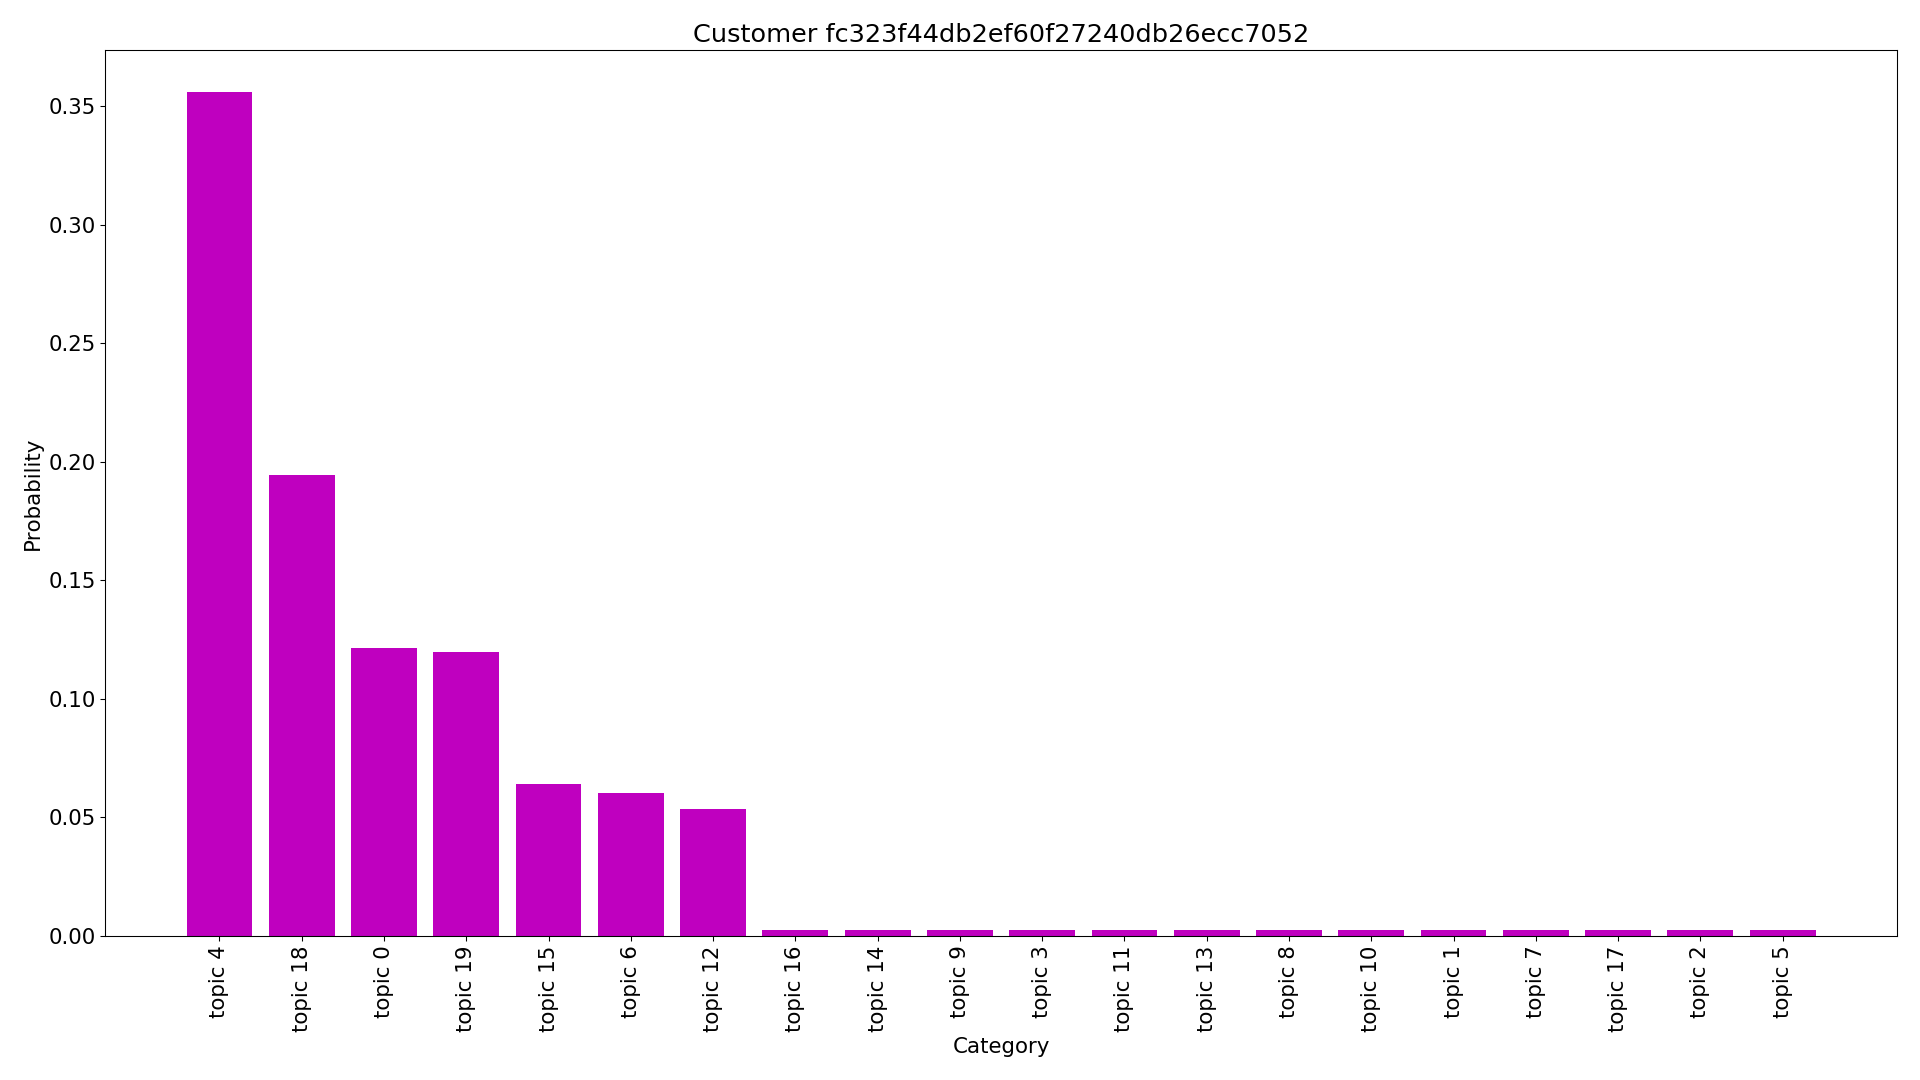 Customer fc323f44db2ef60f27240db26ecc7052
Probability
0.35
0.30
0.25
0.20
0.15
0.10
0.05
0.00
topic 4
topic 18
topic 0
topic 19
topic 15
topic 6
topic 12
topic 16
topic 14
topic 9
topic 3
topic 11
topic 13
topic 8
topic 10
topic 1
topic 7
topic 17
topic 2
topic 5
Category